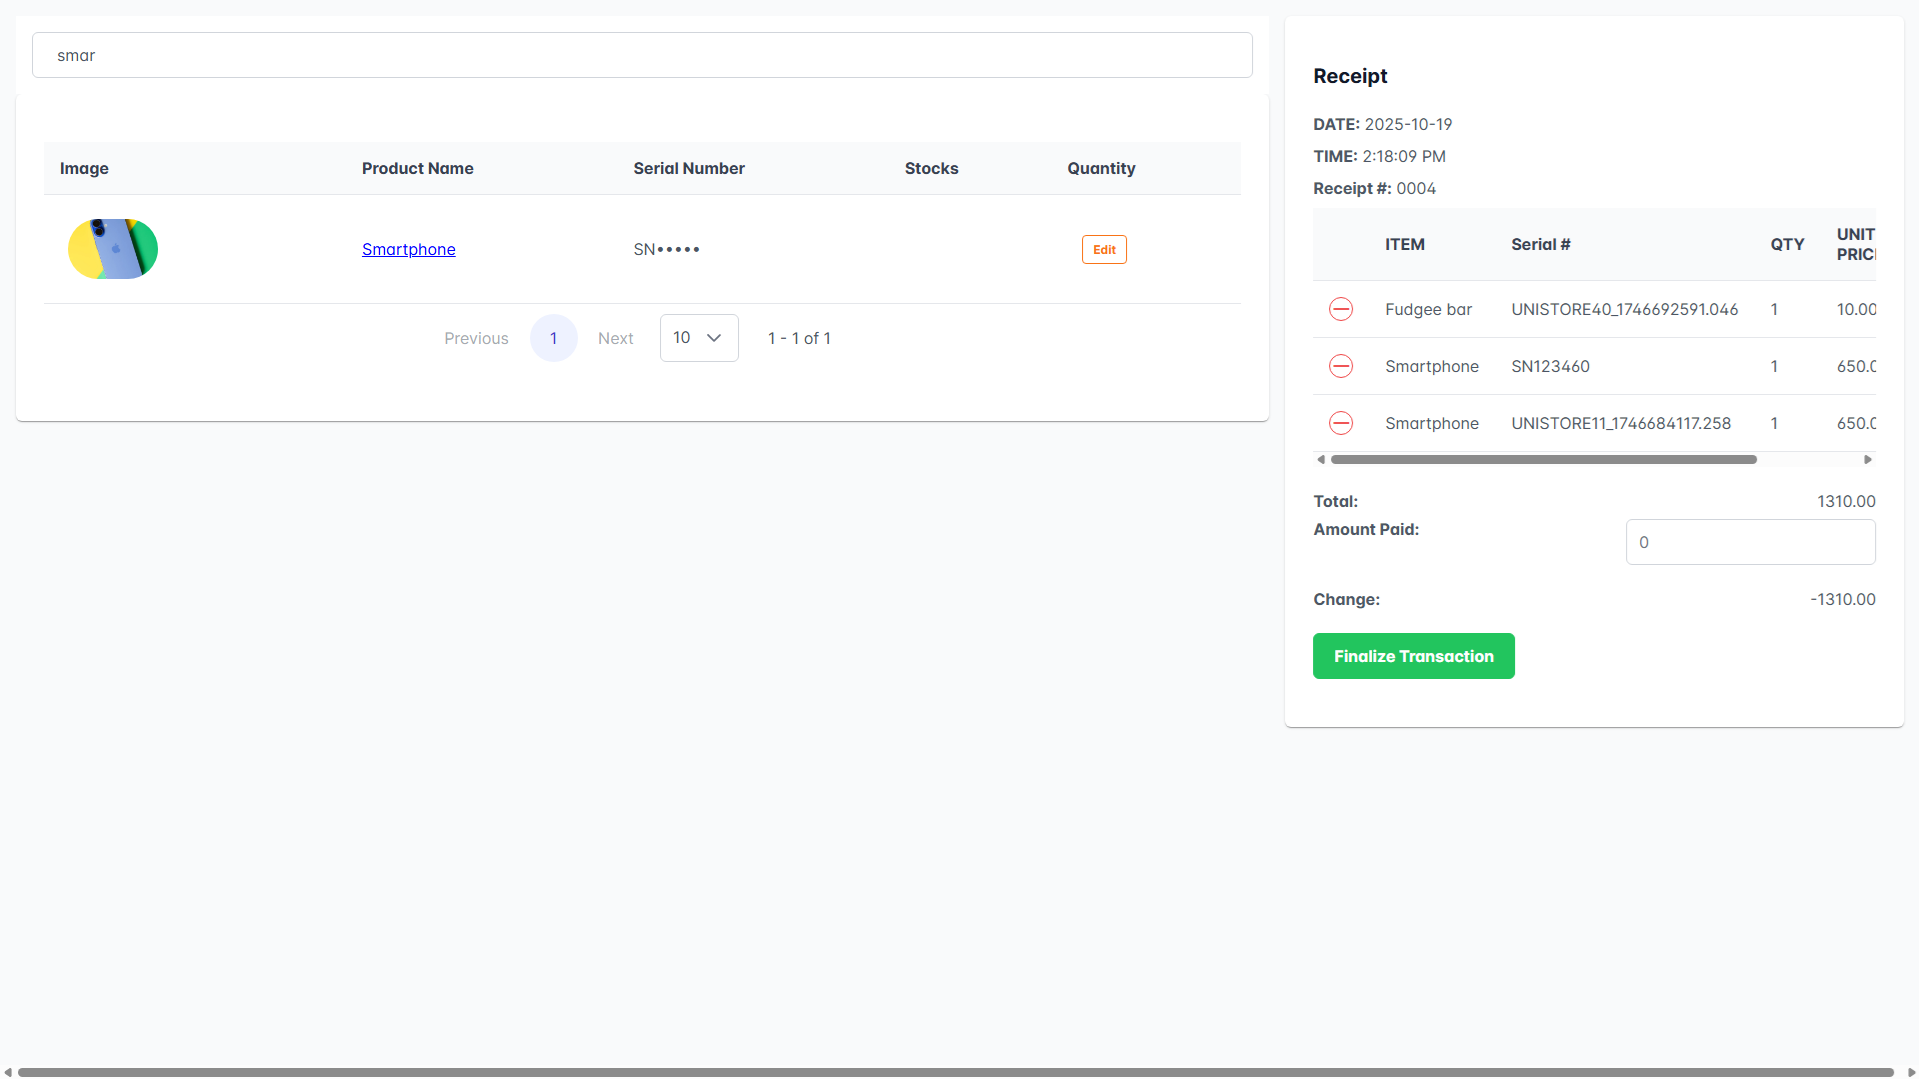 smar
Image Product Name Serial Number Stocks Quantity
Smartphone SN••••• Edit
Previous 1 Next 10 1 - 1 of 1
Receipt
DATE: 2025-10-19
TIME: 2:18:09 PM
Receipt #: 0004
ITEM Serial # QTY UNIT
PRIC
Fudgee bar UNISTORE40_1746692591.046 1 10.00
Smartphone SN123460 1 650.0
Smartphone UNISTORE11_1746684117.258 1 650.0
Total: 1310.00
Amount Paid: 0
Change: -1310.00
Finalize Transaction